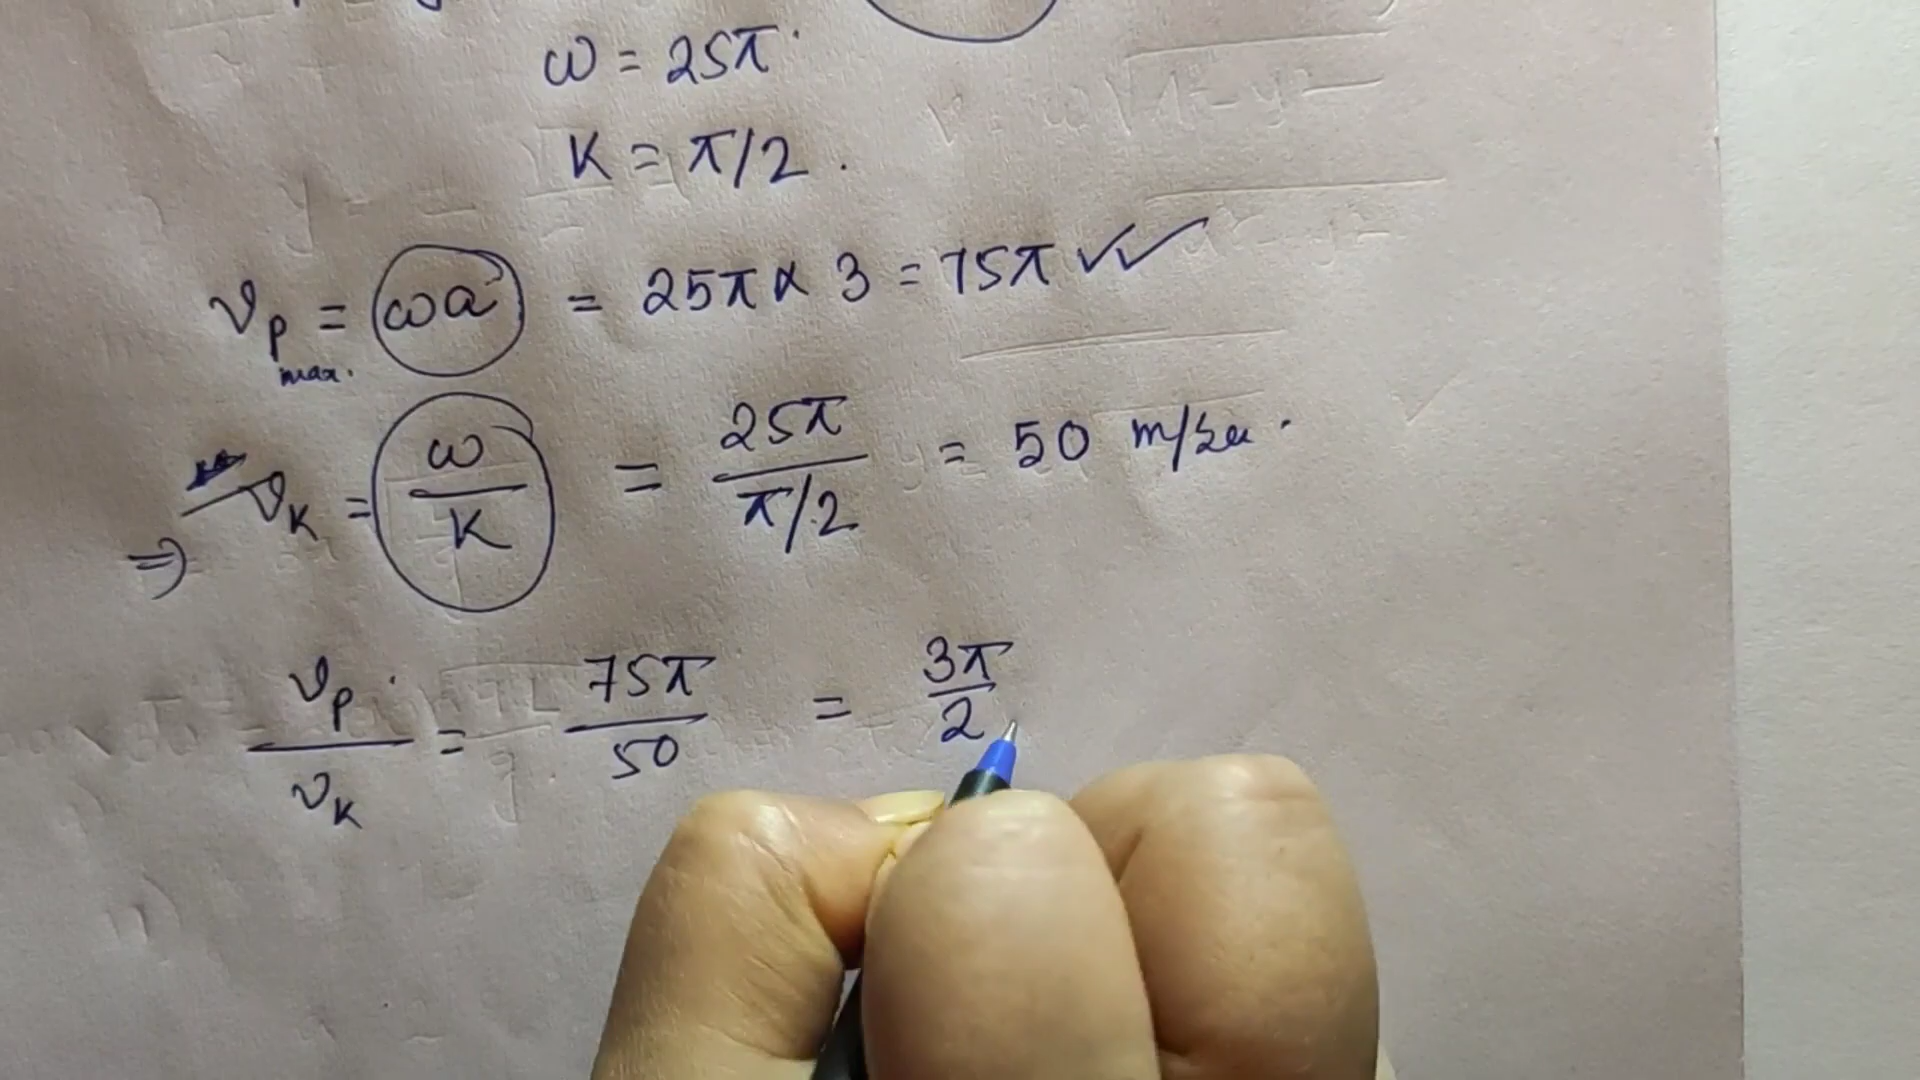 ω = 25π
K = π/2 .
v_p max. = ωa = 25π × 3 = 75π ✓✓
⇒ v_K = ω/K = 25π/(π/2) = 50 m/sec.
v_p/v_K = 75π/50 = 3π/2